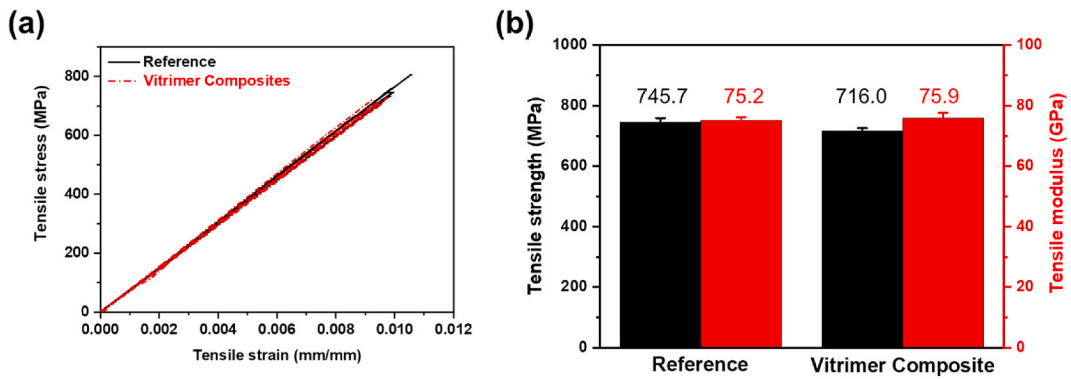 (a)
Reference
Vitrimer Composites
Tensile stress (MPa)
800
600
400
200
0
0.000 0.002 0.004 0.006 0.008 0.010 0.012
Tensile strain (mm/mm)
(b)
Tensile strength (MPa)
1000
800
600
400
200
0
745.7 75.2 716.0 75.9
Reference Vitrimer Composite
100
80
60
40
20
0
Tensile modulus (GPa)